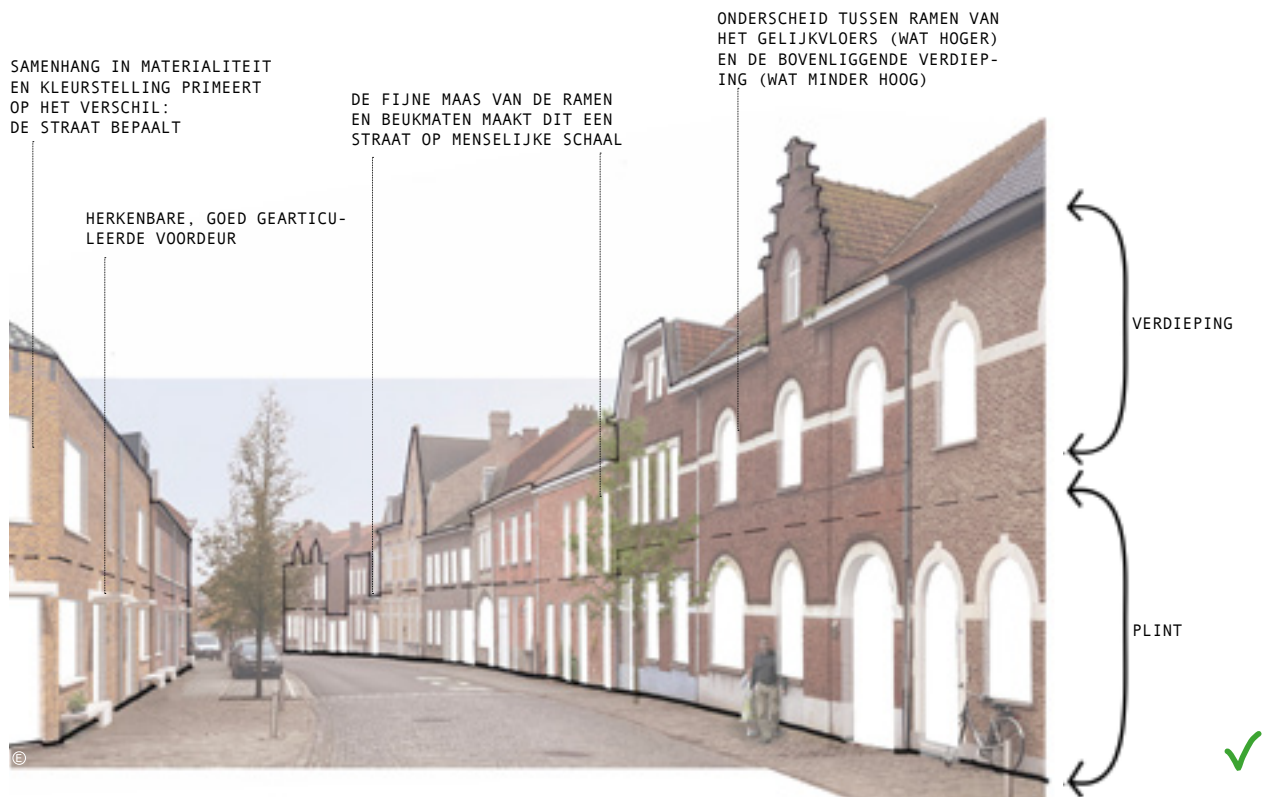 ONDERSCHEID TUSSEN RAMEN VAN
HET GELIJKVLOERS (WAT HOGER)
EN DE BOVENLIGGENDE VERDIEP-
ING (WAT MINDER HOOG)
SAMENHANG IN MATERIALITEIT
EN KLEURSTELLING PRIMEERT
OP HET VERSCHIL:
DE STRAAT BEPAALT
DE FIJNE MAAS VAN DE RAMEN
EN BEUKMATEN MAAKT DIT EEN
STRAAT OP MENSELIJKE SCHAAL
HERKENBARE, GOED GEARTICU-
LEERDE VOORDEUR
VERDIEPING
PLINT
Ⓔ